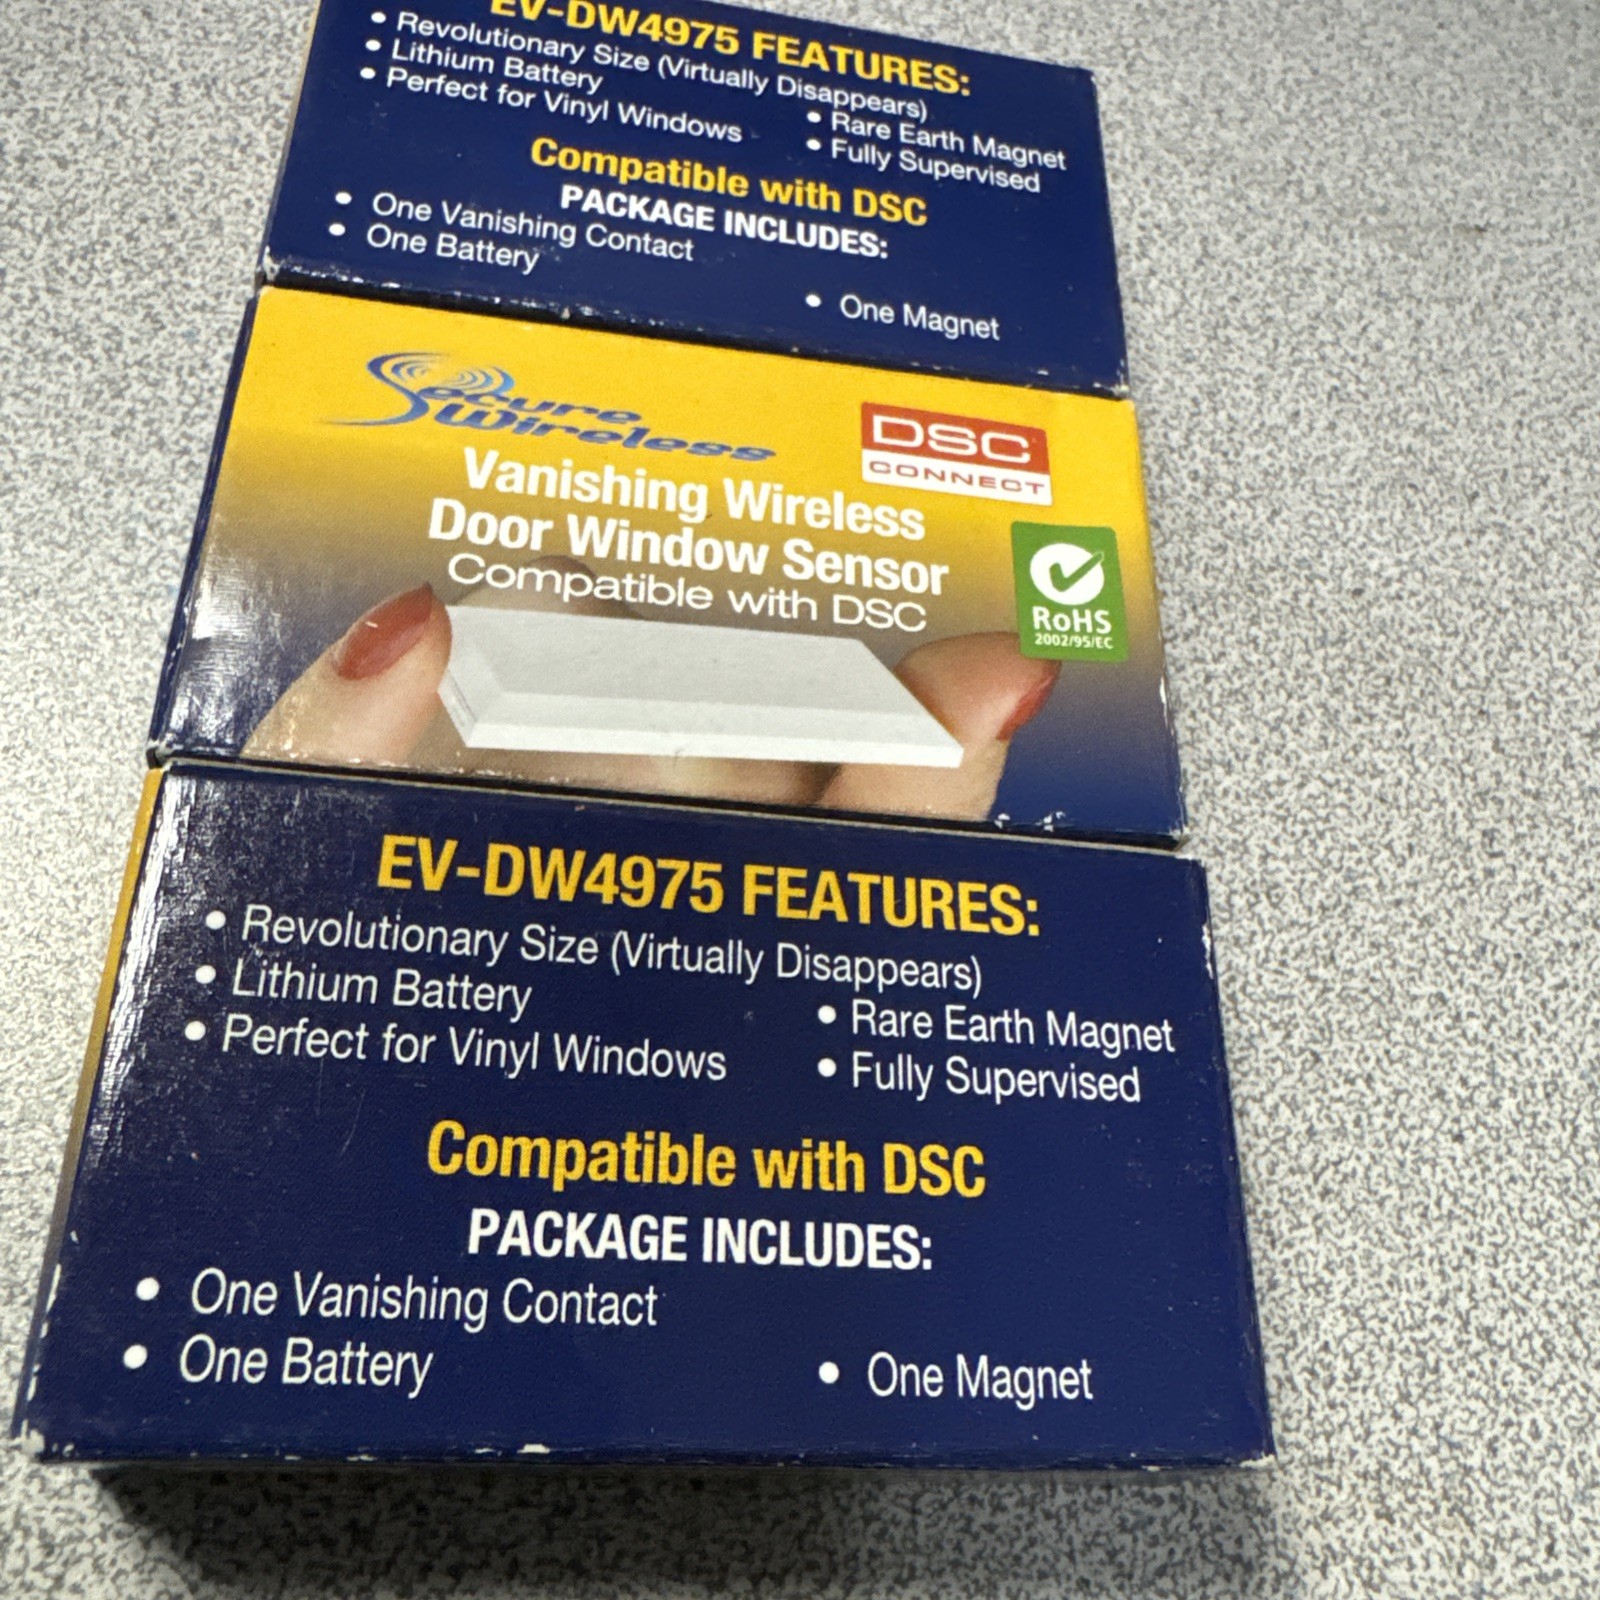 EV-DW4975 FEATURES:
• Revolutionary Size (Virtually Disappears)
• Lithium Battery
• Rare Earth Magnet
• Perfect for Vinyl Windows
• Fully Supervised
Compatible with DSC
PACKAGE INCLUDES:
• One Vanishing Contact
• One Battery
• One Magnet
Secure
Wireless
DSC
CONNECT
Vanishing Wireless
Door Window Sensor
Compatible with DSC
RoHS
2002/95/EC
EV-DW4975 FEATURES:
• Revolutionary Size (Virtually Disappears)
• Lithium Battery
• Rare Earth Magnet
• Perfect for Vinyl Windows
• Fully Supervised
Compatible with DSC
PACKAGE INCLUDES:
• One Vanishing Contact
• One Battery
• One Magnet